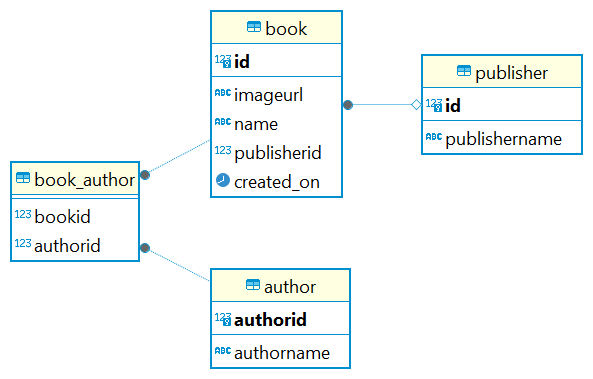 book
123 id
ABC imageurl
ABC name
123 publisherid
created_on
publisher
123 id
ABC publishername
book_author
123 bookid
123 authorid
author
123 authorid
ABC authorname